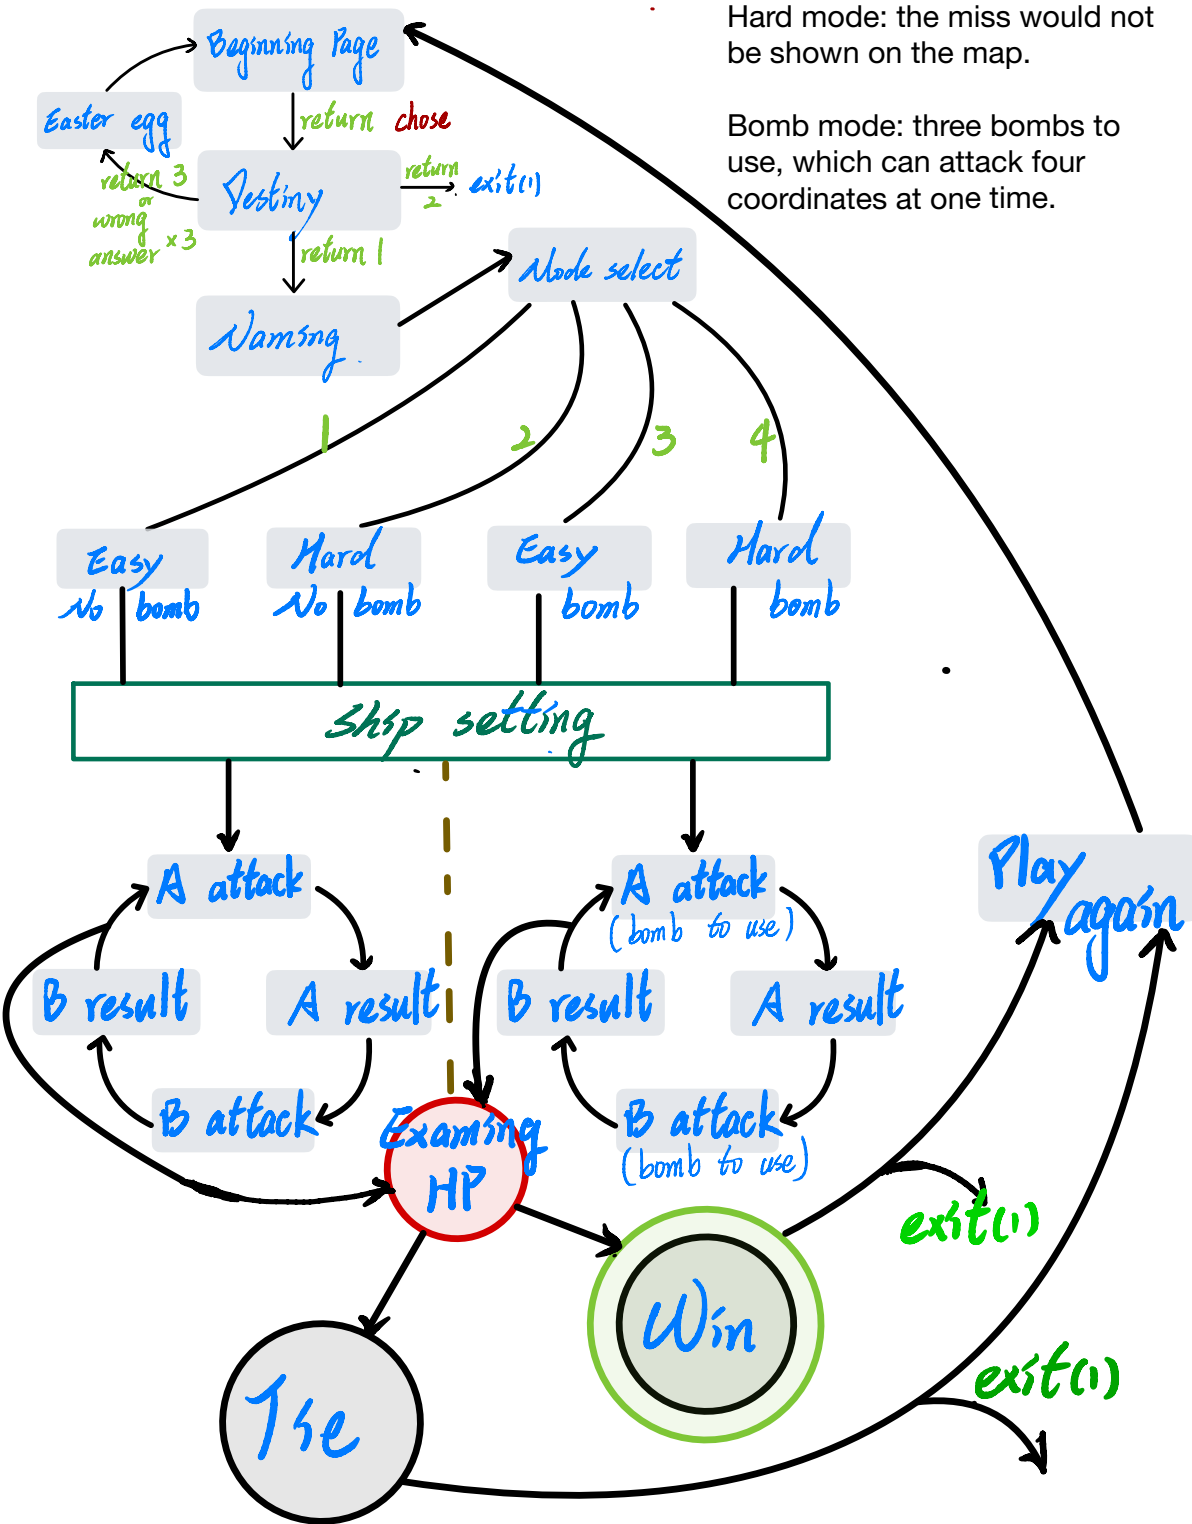 Hard mode: the miss would not
be shown on the map.
Bomb mode: three bombs to
use, which can attack four
coordinates at one time.
Beginning Page
return chose
Easter egg
return 3
or
wrong
answer × 3
Destiny
return
2
exit(1)
return 1
Naming
Mode select
1
2
3
4
Easy
No bomb
Hard
No bomb
Easy
bomb
Hard
bomb
ship setting
A attack
B result
A result
B attack
A attack
(bomb to use)
B result
A result
B attack
(bomb to use)
Play
again
Examing
HP
Win
Tie
exit(1)
exit(1)